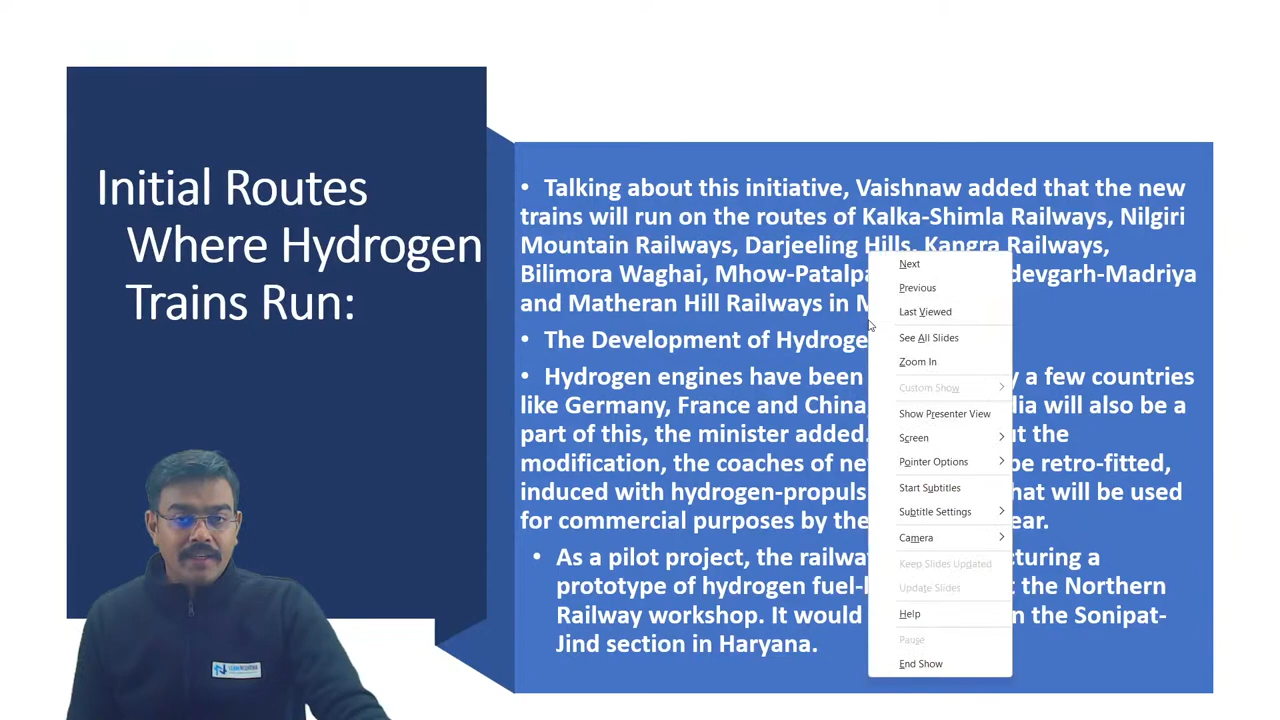 Initial Routes
Where Hydrogen
Trains Run:
• Talking about this initiative, Vaishnaw added that the new
trains will run on the routes of Kalka-Shimla Railways, Nilgiri
Mountain Railways, Darjeeling Hills, Kangra Railways,
Bilimora Waghai, Mhow-Patalpa devgarh-Madriya
and Matheran Hill Railways in M
• The Development of Hydroge
• Hydrogen engines have been y a few countries
like Germany, France and China, dia will also be a
part of this, the minister added. ut the
modification, the coaches of ne be retro-fitted,
induced with hydrogen-propuls hat will be used
for commercial purposes by the ear.
• As a pilot project, the railwa cturing a
prototype of hydrogen fuel- t the Northern
Railway workshop. It would n the Sonipat-
Jind section in Haryana.
Next
Previous
Last Viewed
See All Slides
Zoom In
Custom Show
Show Presenter View
Screen
Pointer Options
Start Subtitles
Subtitle Settings
Camera
Keep Slides Updated
Update Slides
Help
Pause
End Show